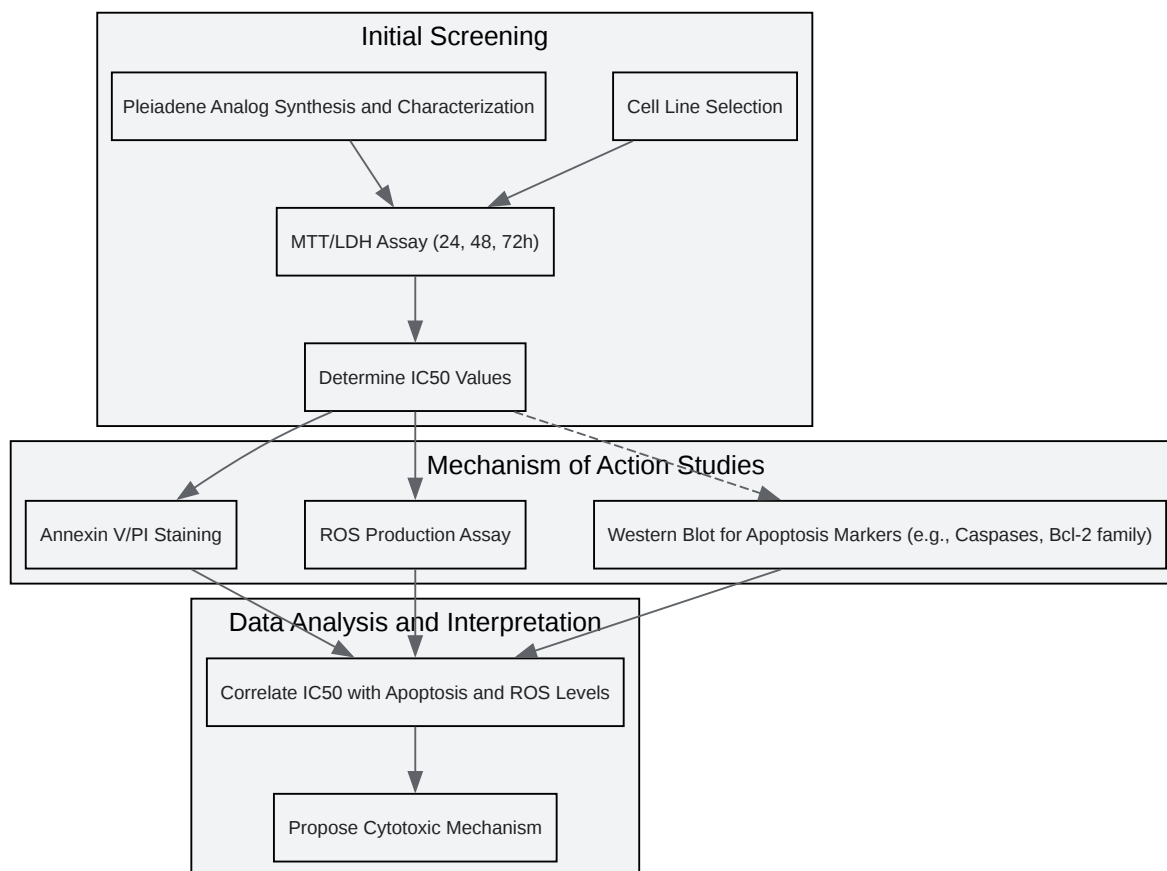 Initial Screening
Pleiadene Analog Synthesis and Characterization
Cell Line Selection
MTT/LDH Assay (24, 48, 72h)
Determine IC50 Values
Mechanism of Action Studies
Annexin V/PI Staining
ROS Production Assay
Western Blot for Apoptosis Markers (e.g., Caspases, Bcl-2 family)
Data Analysis and Interpretation
Correlate IC50 with Apoptosis and ROS Levels
Propose Cytotoxic Mechanism